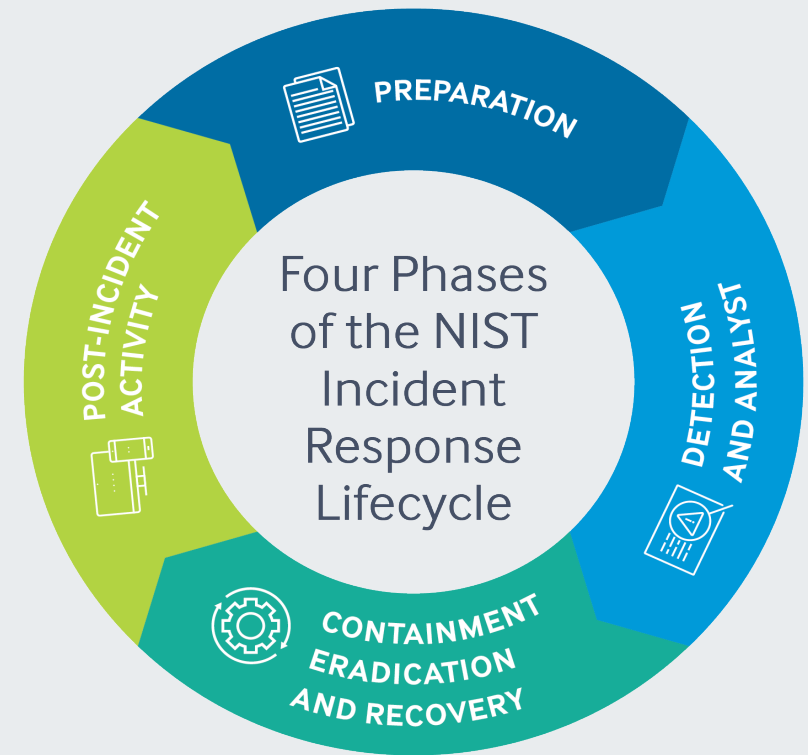 PREPARATION
Four Phases
of the NIST
Incident
Response
Lifecycle
DETECTION
AND ANALYST
CONTAINMENT
ERADICATION
AND RECOVERY
POST-INCIDENT
ACTIVITY